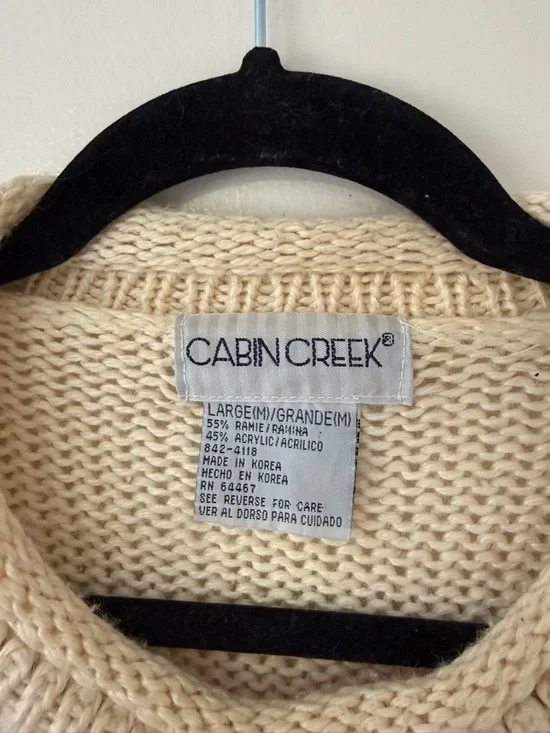 CABIN CREEK®
LARGE(M)/GRANDE(M)
55% RAMIE/RAMINA
45% ACRYLIC/ACRILICO
842-4118
MADE IN KOREA
HECHO EN KOREA
RN 64467
SEE REVERSE FOR CARE
VER AL DORSO PARA CUIDADO